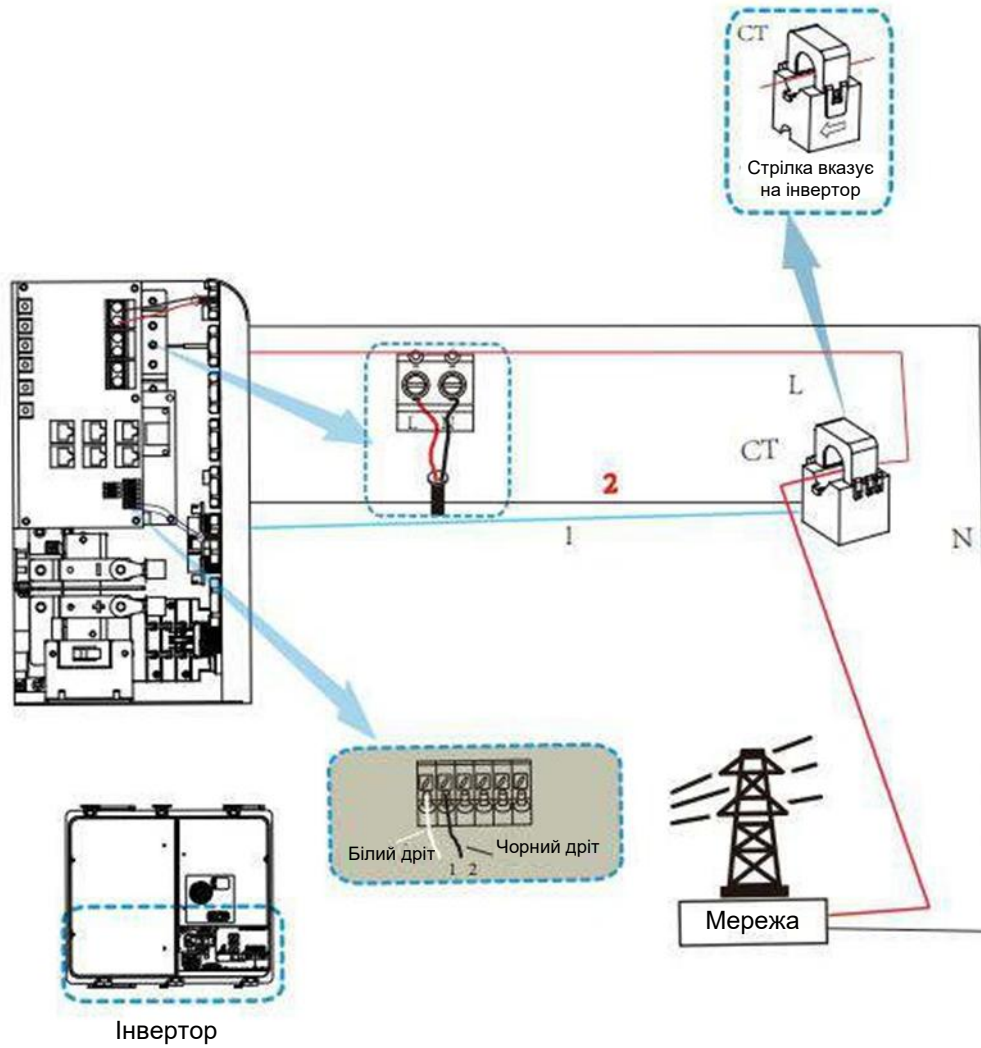 CT
Стрілка вказує
на інвертор
L
L N
CT
2
1
N
Білий дріт
Чорний дріт
1 2
Мережа
Інвертор